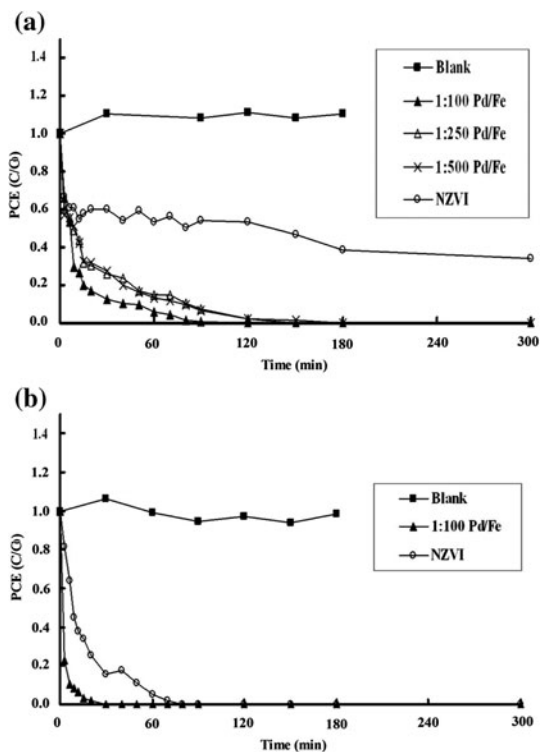 (a)
1.4
1.2
1.0
0.8
0.6
0.4
0.2
0.0
PCE (C/C₀)
0
60
120
180
240
300
Time (min)
Blank
1:100 Pd/Fe
1:250 Pd/Fe
1:500 Pd/Fe
NZVI
(b)
1.4
1.2
1.0
0.8
0.6
0.4
0.2
0.0
PCE (C/C₀)
0
60
120
180
240
300
Time (min)
Blank
1:100 Pd/Fe
NZVI